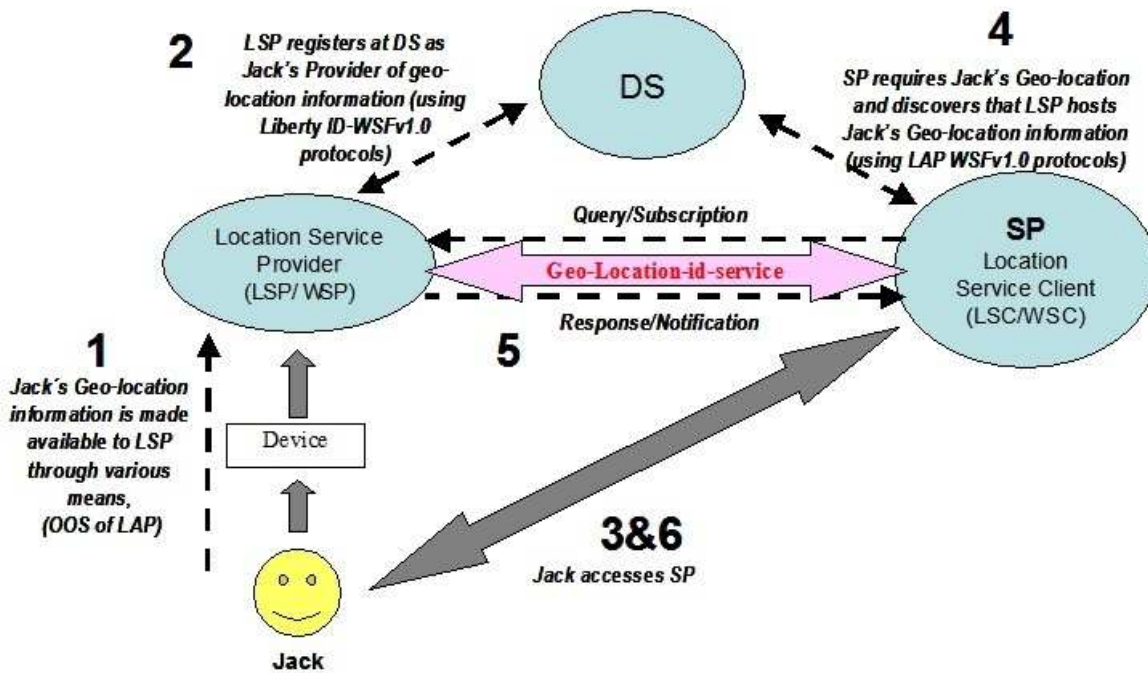 2
LSP registers at DS as
Jack's Provider of geo-
location information (using
Liberty ID-WSFv1.0
protocols)
DS
4
SP requires Jack's Geo-location
and discovers that LSP hosts
Jack's Geo-location information
(using LAP WSFv1.0 protocols)
Location Service
Provider
(LSP/ WSP)
Query/Subscription
Geo-Location-id-service
Response/Notification
5
SP
Location
Service Client
(LSC/WSC)
1
Jack´s Geo-location
information is made
available to LSP
through various
means,
(OOS of LAP)
Device
3&6
Jack accesses SP
Jack